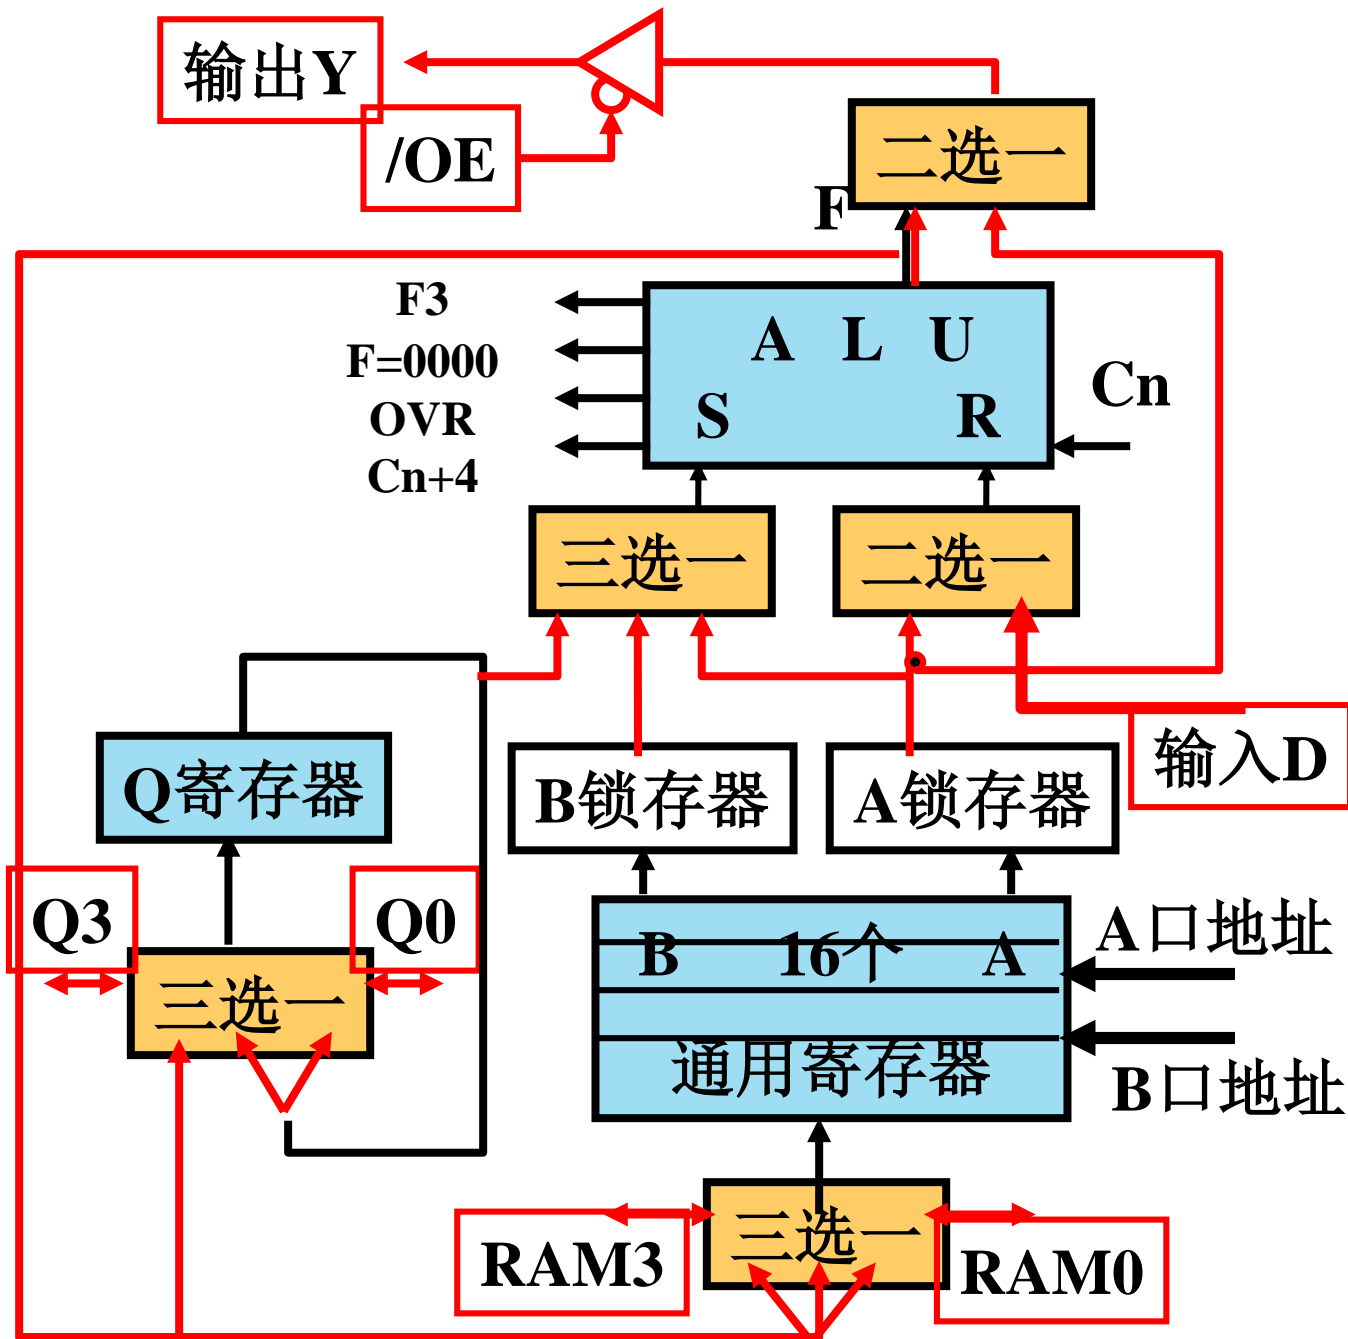 输出Y
/OE
二选一
F
F3
F=0000
OVR
Cn+4
A L U
S R
Cn
三选一
二选一
输入D
Q寄存器
B锁存器
A锁存器
Q3
Q0
三选一
B 16个 A
通用寄存器
A口地址
B口地址
RAM3
三选一
RAM0